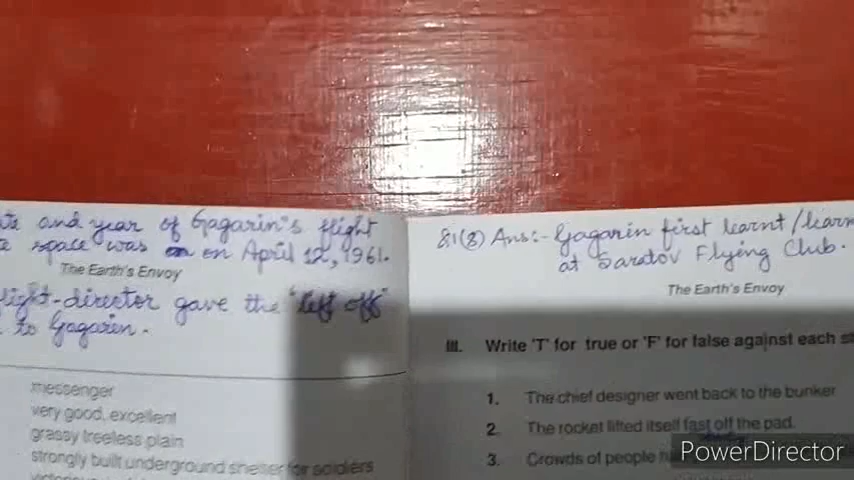 and year of Gagarin's flight
space was on April 12, 1961.
The Earth's Envoy
flight-director gave the "left off"
to Gagarin.
messenger
very good, excellent
grassy treeless plain
strongly built underground shelter for soldiers
81(8) Ans:- Gagarin first learnt/learn
at Saratov Flying Club.
The Earth's Envoy
III. Write 'T' for true or 'F' for false against each
1. The chief designer went back to the bunker
2. The rocket lifted itself fast off the pad.
3. Crowds of people
PowerDirector